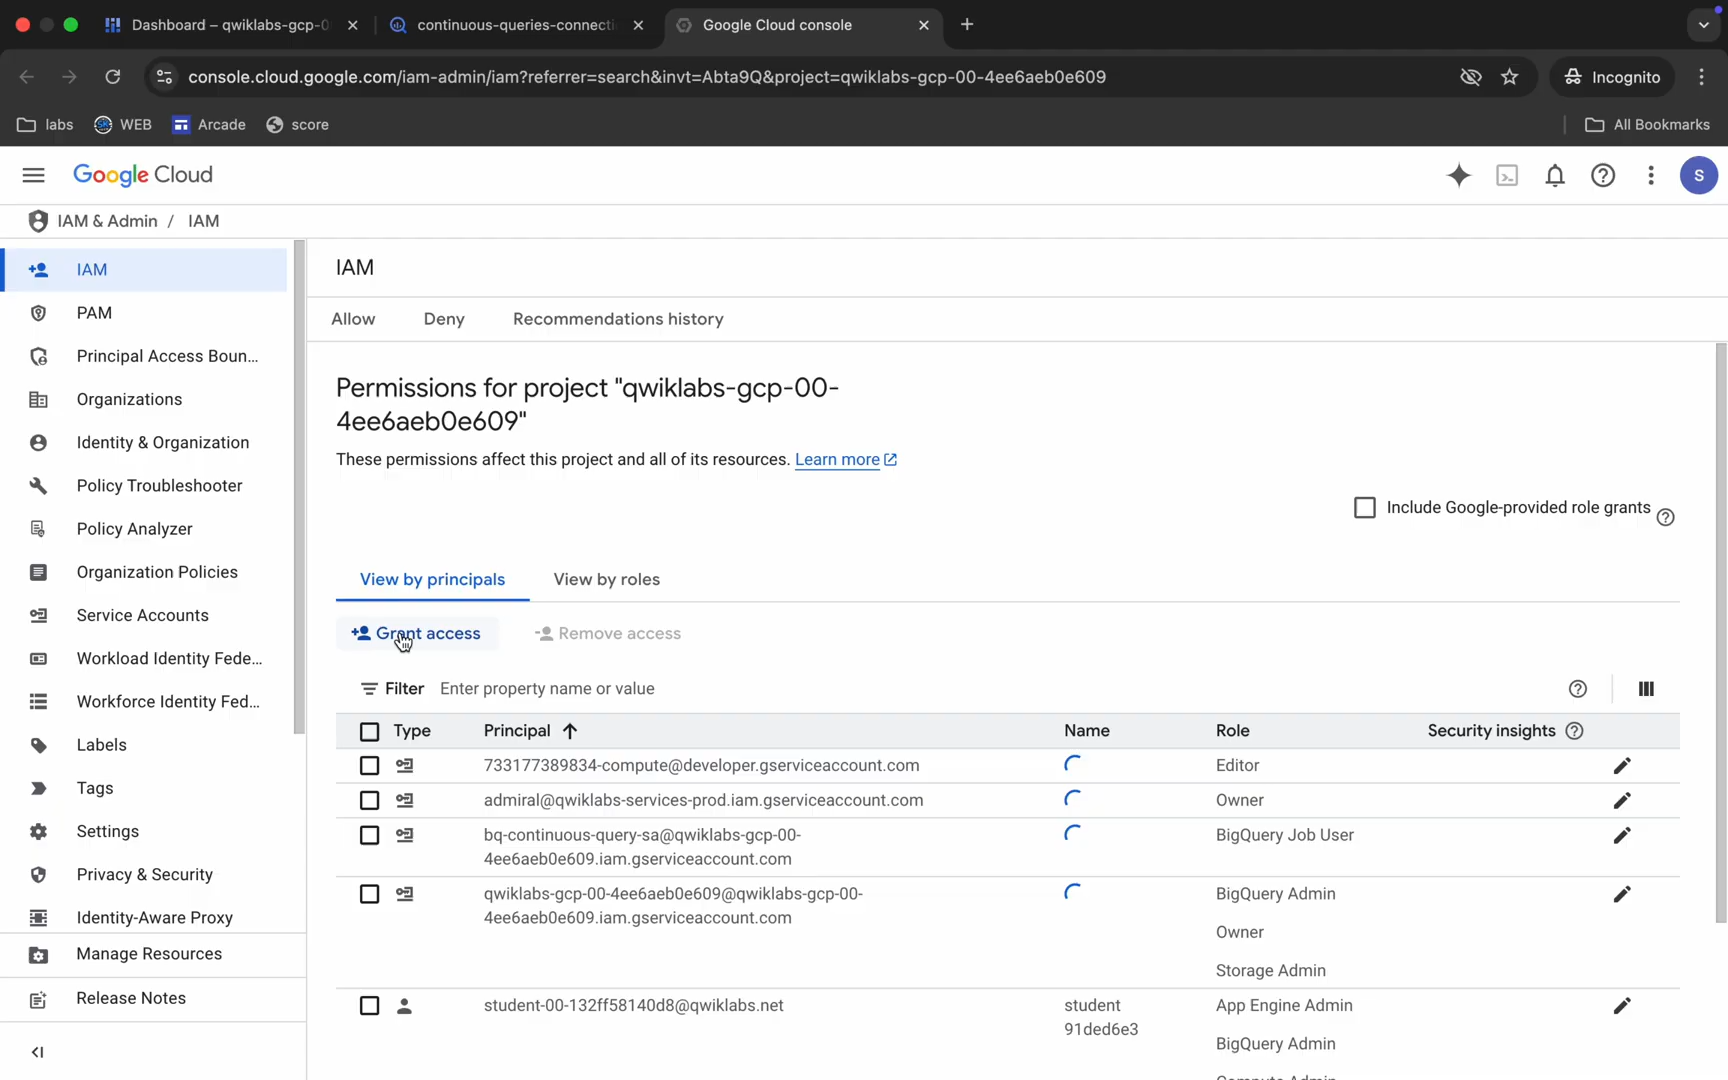 Dashboard – qwiklabs-gcp-0
continuous-queries-connecti
Google Cloud console
console.cloud.google.com/iam-admin/iam?referrer=search&invt=Abta9Q&project=qwiklabs-gcp-00-4ee6aeb0e609
Incognito
labs
WEB
Arcade
score
All Bookmarks
Google Cloud
S
IAM & Admin / IAM
IAM
PAM
Principal Access Boun...
Organizations
Identity & Organization
Policy Troubleshooter
Policy Analyzer
Organization Policies
Service Accounts
Workload Identity Fede...
Workforce Identity Fed...
Labels
Tags
Settings
Privacy & Security
Identity-Aware Proxy
Manage Resources
Release Notes
IAM
Allow
Deny
Recommendations history
Permissions for project "qwiklabs-gcp-00-
4ee6aeb0e609"
These permissions affect this project and all of its resources. Learn more
Include Google-provided role grants
View by principals
View by roles
Grant access
Remove access
Filter Enter property name or value
Type Principal Name Role Security insights
733177389834-compute@developer.gserviceaccount.com Editor
admiral@qwiklabs-services-prod.iam.gserviceaccount.com Owner
bq-continuous-query-sa@qwiklabs-gcp-00- BigQuery Job User
4ee6aeb0e609.iam.gserviceaccount.com
qwiklabs-gcp-00-4ee6aeb0e609@qwiklabs-gcp-00- BigQuery Admin
4ee6aeb0e609.iam.gserviceaccount.com
Owner
Storage Admin
student-00-132ff58140d8@qwiklabs.net student App Engine Admin
91ded6e3
BigQuery Admin
Compute Admin